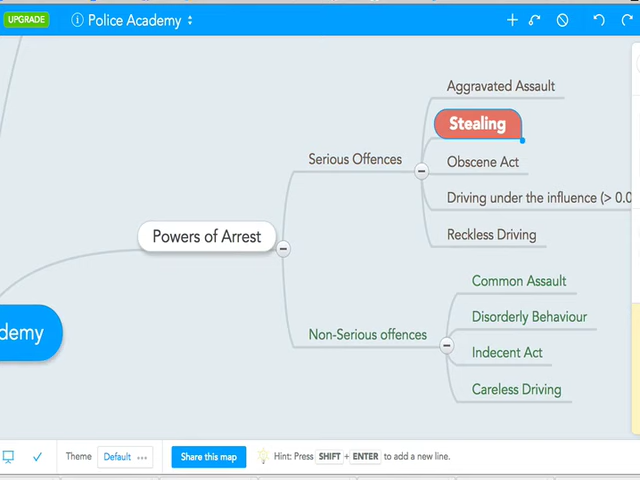 UPGRADE
Police Academy
Aggravated Assault
Stealing
Serious Offences
Obscene Act
Driving under the influence (> 0.0
Reckless Driving
Powers of Arrest
Common Assault
Disorderly Behaviour
demy
Non-Serious offences
Indecent Act
Careless Driving
Theme
Default
Share this map
Hint: Press SHIFT + ENTER to add a new line.